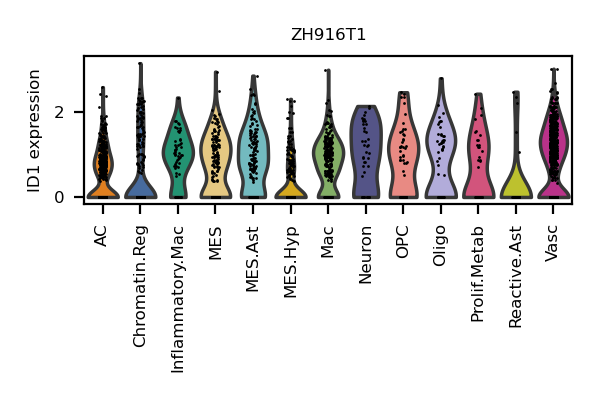 ZH916T1
ID1 expression
2
0
AC
Chromatin.Reg
Inflammatory.Mac
MES
MES.Ast
MES.Hyp
Mac
Neuron
OPC
Oligo
Prolif.Metab
Reactive.Ast
Vasc